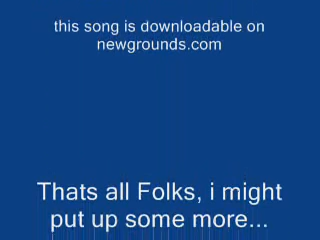 this song is downloadable on
newgrounds.com
Thats all Folks, i might
put up some more...